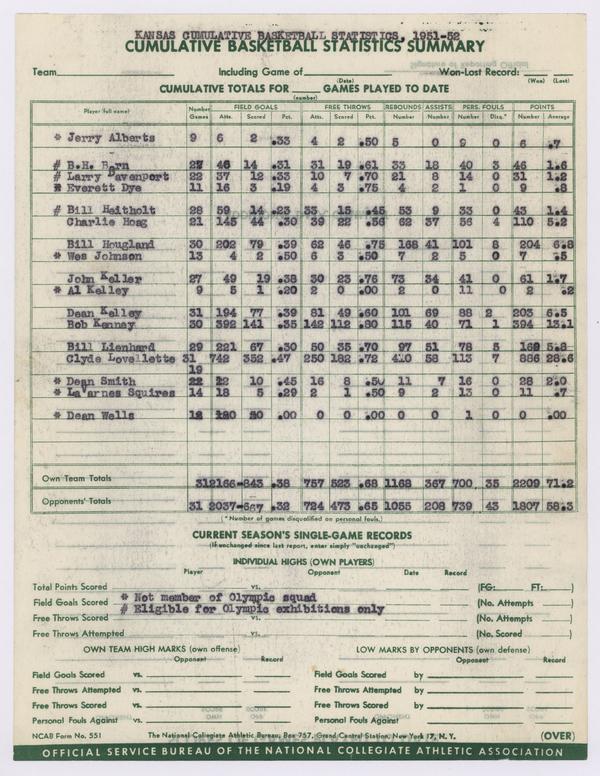 KANSAS CUMULATIVE BASKETBALL STATISTICS, 1951-52
CUMULATIVE BASKETBALL STATISTICS SUMMARY
Team Including Game of Won-Lost Record:
(Date) (Won) (Lost)
CUMULATIVE TOTALS FOR GAMES PLAYED TO DATE
(number)
Player (full name) Number Games FIELD GOALS FREE THROWS REBOUNDS ASSISTS PERS. FOULS POINTS
Atts. Scored Pct. Atts. Scored Pct. Number Number Number Disq.* Number Average
* Jerry Alberts 9 6 2 .33 4 2 .50 5 0 9 0 6 .7
# B.H. Born 27 46 14 .31 31 19 .61 33 18 40 3 46 1.6
# Larry Davenport 22 37 12 .33 10 7 .70 21 8 14 0 31 1.2
* Everett Dye 11 16 3 .19 4 3 .75 4 2 1 0 9 .8
# Bill Heitholt 28 59 14 .23 33 15 .45 53 9 33 0 43 1.4
Charlie Hoag 21 145 44 .30 39 22 .56 62 37 56 4 110 5.2
Bill Hougland 30 202 79 .39 62 46 .75 168 41 101 8 204 6.8
* Wes Johnson 13 4 2 .50 6 3 .50 7 2 5 0 7 .5
John Keller 27 49 19 .38 30 23 .76 73 34 41 0 61 1.7
* Al Kelley 9 5 1 .20 2 0 .00 2 0 11 0 2 .2
Dean Kelley 31 194 77 .39 81 49 .60 101 69 88 2 203 6.5
Bob Kenney 30 392 141 .35 142 112 .80 115 40 71 1 394 13.1
Bill Lienhard 29 221 67 .30 50 35 .70 97 51 78 5 169 5.8
Clyde Lovellette 31 742 352 .47 250 182 .72 410 58 113 7 886 28.6
19
* Dean Smith 22 10 .45 16 8 .50 11 7 16 0 28 2.0
* LaVarnes Squires 14 18 5 .29 2 1 .50 9 2 13 0 11 .7
* Dean Wells .00 0 0 .00 0 0 1 0 0 .00
Own Team Totals 31 2166 843 .38 757 523 .68 1168 367 700 35 2209 71.2
Opponents' Totals 31 2037 667 .32 724 473 .65 1055 208 739 43 1807 58.3
(* Number of games disqualified on personal fouls.)
CURRENT SEASON'S SINGLE-GAME RECORDS
(If unchanged since last report, enter simply "unchanged")
INDIVIDUAL HIGHS (OWN PLAYERS)
Player Opponent Date Record
Total Points Scored vs. (FG: FT: )
Field Goals Scored * Not member of Olympic squad (No. Attempts )
Free Throws Scored # Eligible for Olympic exhibitions only (No. Attempts )
Free Throws Attempted vs. (No. Scored )
OWN TEAM HIGH MARKS (own offense) LOW MARKS BY OPPONENTS (own defense)
Opponent Record Opponent Record
Field Goals Scored vs. Field Goals Scored by
Free Throws Attempted vs. Free Throws Attempted by
Free Throws Scored vs. Free Throws Scored by
Personal Fouls Against vs. Personal Fouls Against by
NCAB Form No. 551 The National Collegiate Athletic Bureau, Box 757, Grand Central Station, New York 17, N. Y. (OVER)
OFFICIAL SERVICE BUREAU OF THE NATIONAL COLLEGIATE ATHLETIC ASSOCIATION